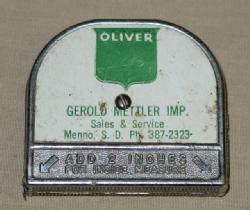 OLIVER
GEROLD METTLER IMP.
Sales & Service
Menno, S. D. Ph. 387-2323
ADD 2 INCHES
FOR INSIDE MEASURE